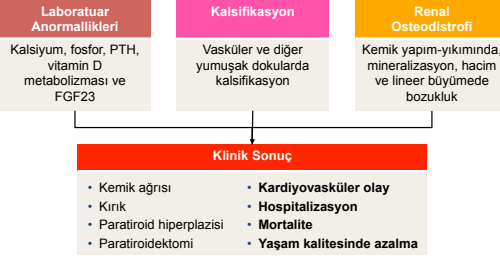 Laboratuar
Anormallikleri
Kalsiyum, fosfor, PTH,
vitamin D
metabolizması ve
FGF23
Kalsifikasyon
Vasküler ve diğer
yumuşak dokularda
kalsifikasyon
Renal
Osteodistrofi
Kemik yapım-yıkımında,
mineralizasyon, hacim
ve lineer büyümede
bozukluk
Klinik Sonuç
• Kemik ağrısı
• Kırık
• Paratiroid hiperplazisi
• Paratiroidektomi
• Kardiyovasküler olay
• Hospitalizasyon
• Mortalite
• Yaşam kalitesinde azalma